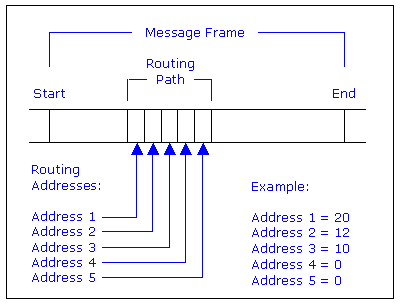 Message Frame
Routing
Path
Start
End
Routing
Addresses:
Address 1
Address 2
Address 3
Address 4
Address 5
Example:
Address 1 = 20
Address 2 = 12
Address 3 = 10
Address 4 = 0
Address 5 = 0